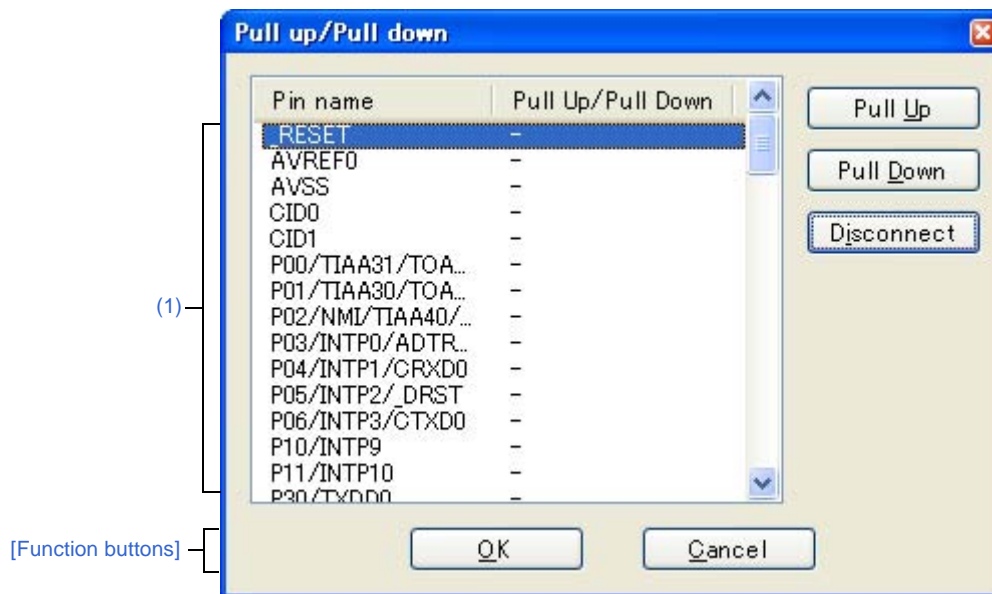 Pull up/Pull down
Pin name Pull Up/Pull Down
_RESET -
AVREF0 -
AVSS -
CID0 -
CID1 -
P00/TIAA31/TOA... -
P01/TIAA30/TOA... -
P02/NMI/TIAA40/... -
P03/INTP0/ADTR... -
P04/INTP1/CRXD0 -
P05/INTP2/_DRST -
P06/INTP3/CTXD0 -
P10/INTP9 -
P11/INTP10 -
P30/TXDD0 -
Pull Up
Pull Down
Disconnect
(1)
[Function buttons]
OK Cancel